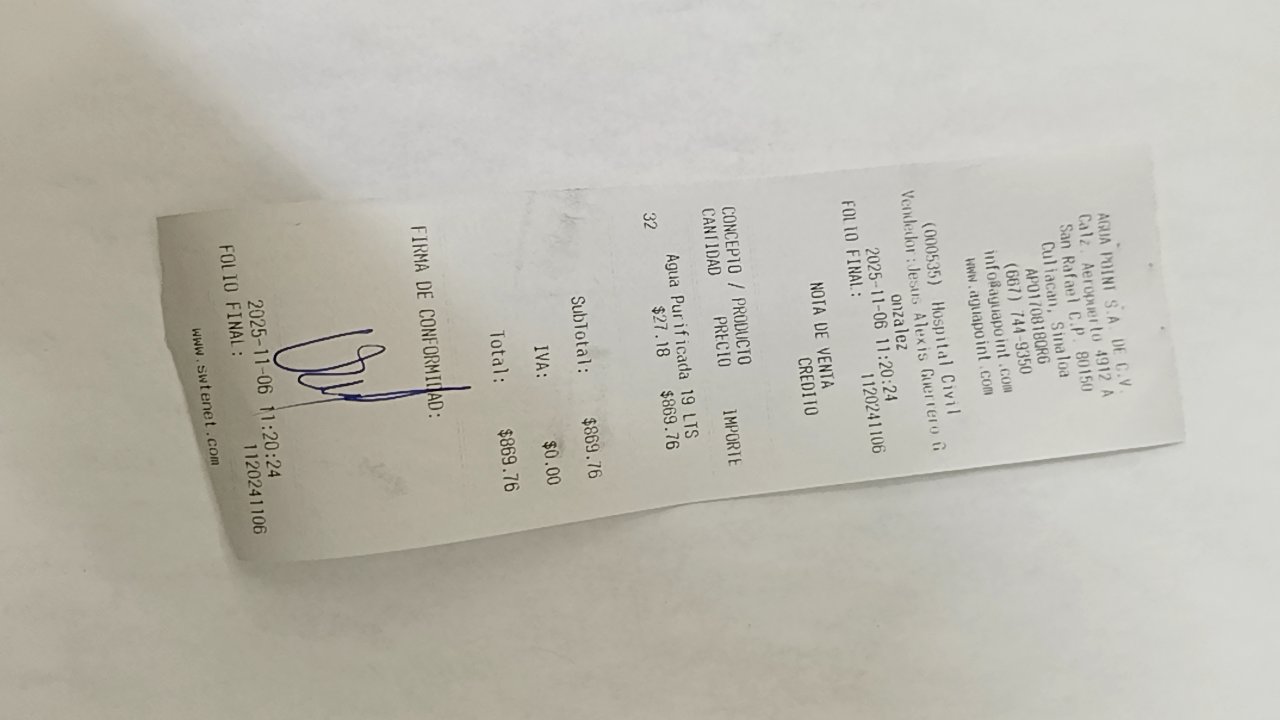 AGUA POINT S.A. DE C.V.
Calz. Aeropuerto 4912 A
San Rafael C.P. 80150
Culiacan, Sinaloa
APO170818QR6
(667) 744-9350
info@aguapoint.com
www.aguapoint.com
(000535) Hospital Civil
Vendedor:Jesus Alexis Guerrero G
onzalez
2025-11-06 11:20:24
FOLIO FINAL: 1120241106
NOTA DE VENTA
CREDITO
CONCEPTO / PRODUCTO
CANTIDAD PRECIO IMPORTE
Agua Purificada 19 LTS
32 $27.18 $869.76
SubTotal: $869.76
IVA: $0.00
Total: $869.76
FIRMA DE CONFORMIDAD:
2025-11-06 11:20:24
FOLIO FINAL: 1120241106
www.swtenet.com